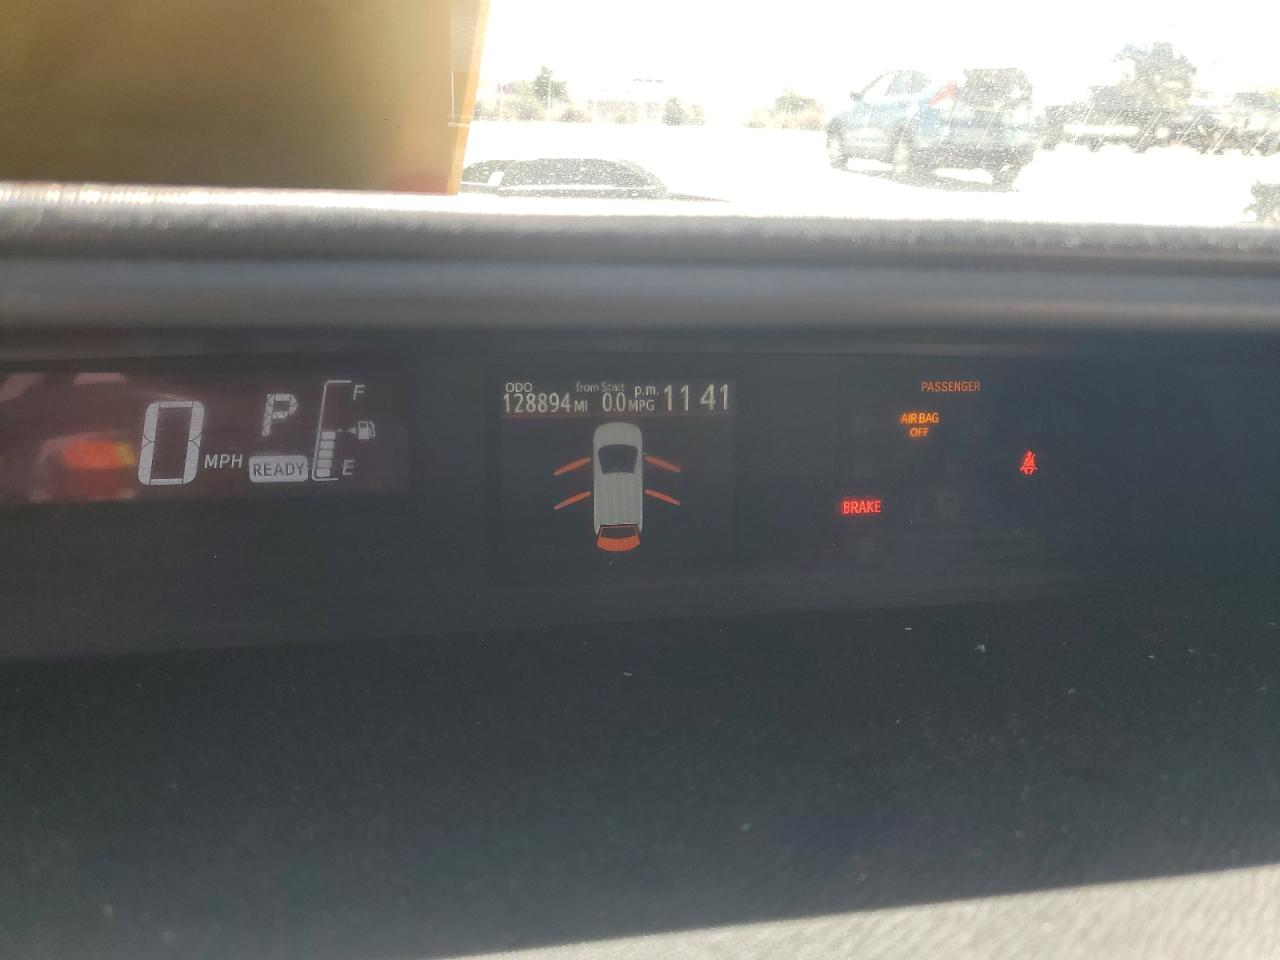 0 MPH
P
READY
F
E
ODO
128894 MI
from Start
0.0 MPG
p.m. 11 41
PASSENGER
AIR BAG
OFF
BRAKE